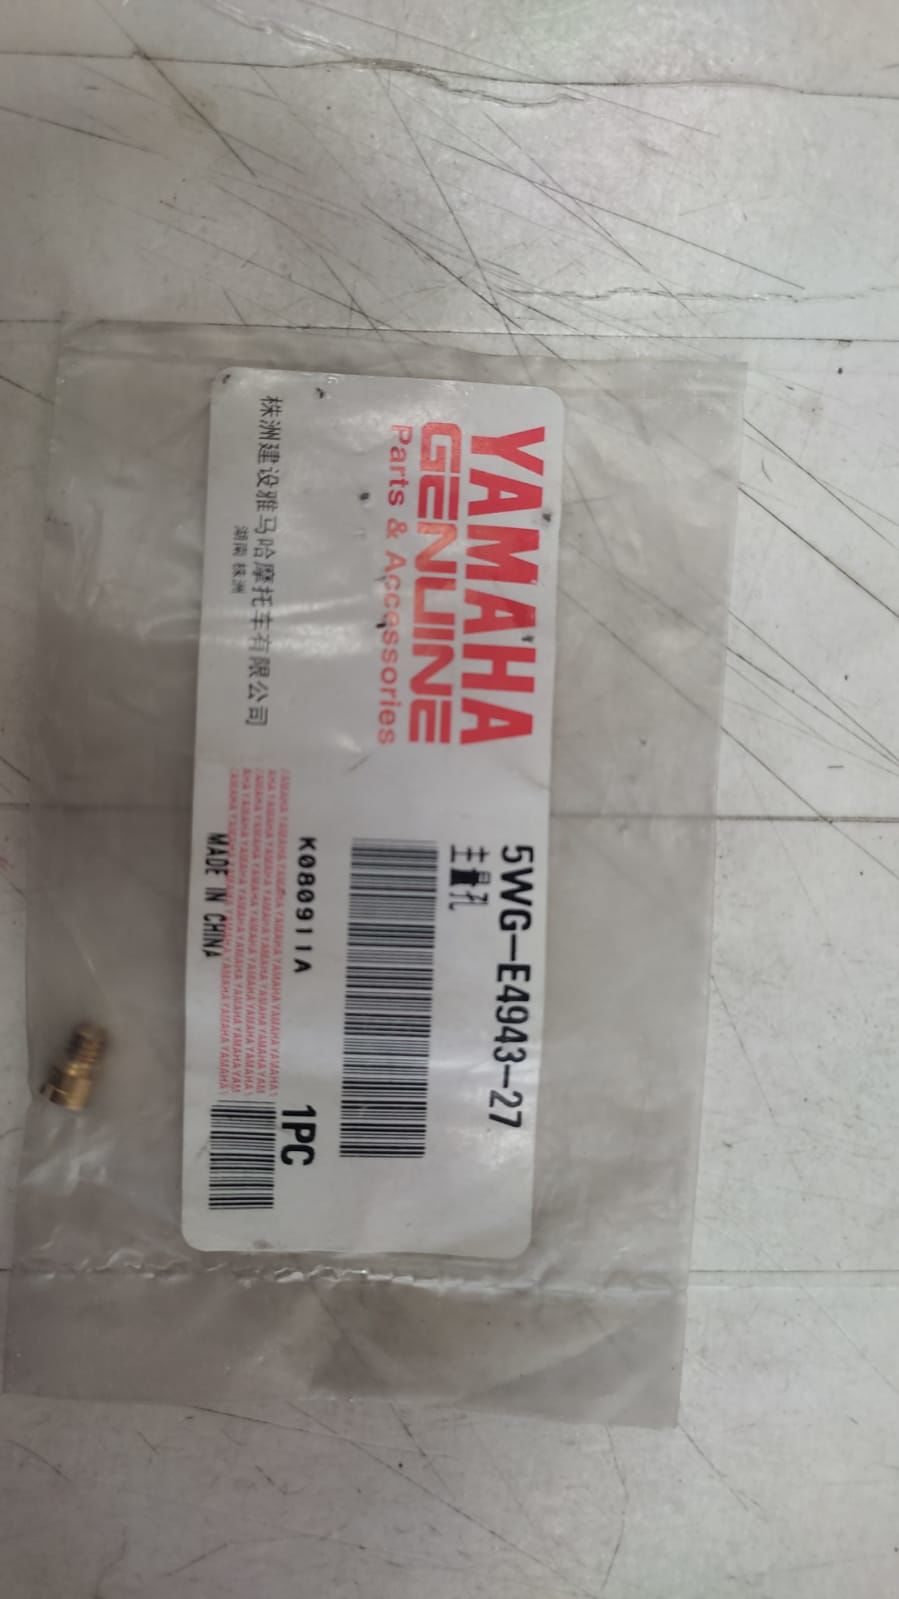 YAMAHA
GENUINE
Parts & Accessories
株洲建设雅马哈摩托车有限公司
湖南 株洲
5WG-E4943-27
主量孔
K080911A
1PC
MADE IN CHINA